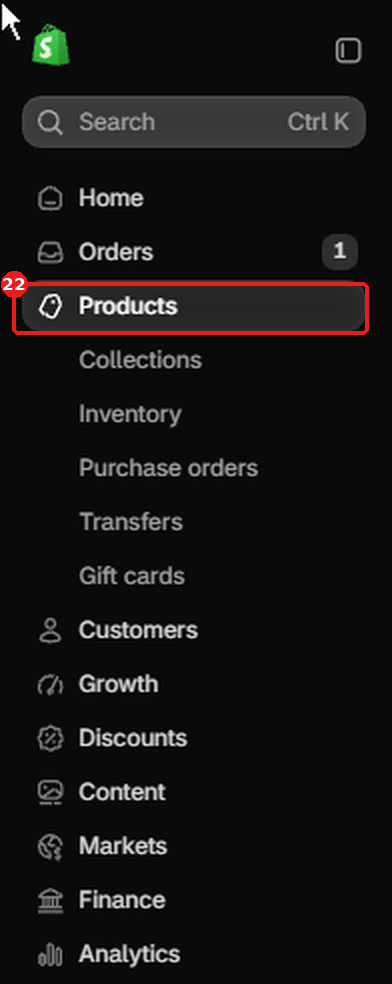 Search Ctrl K
Home
Orders 1
22
Products
Collections
Inventory
Purchase orders
Transfers
Gift cards
Customers
Growth
Discounts
Content
Markets
Finance
Analytics